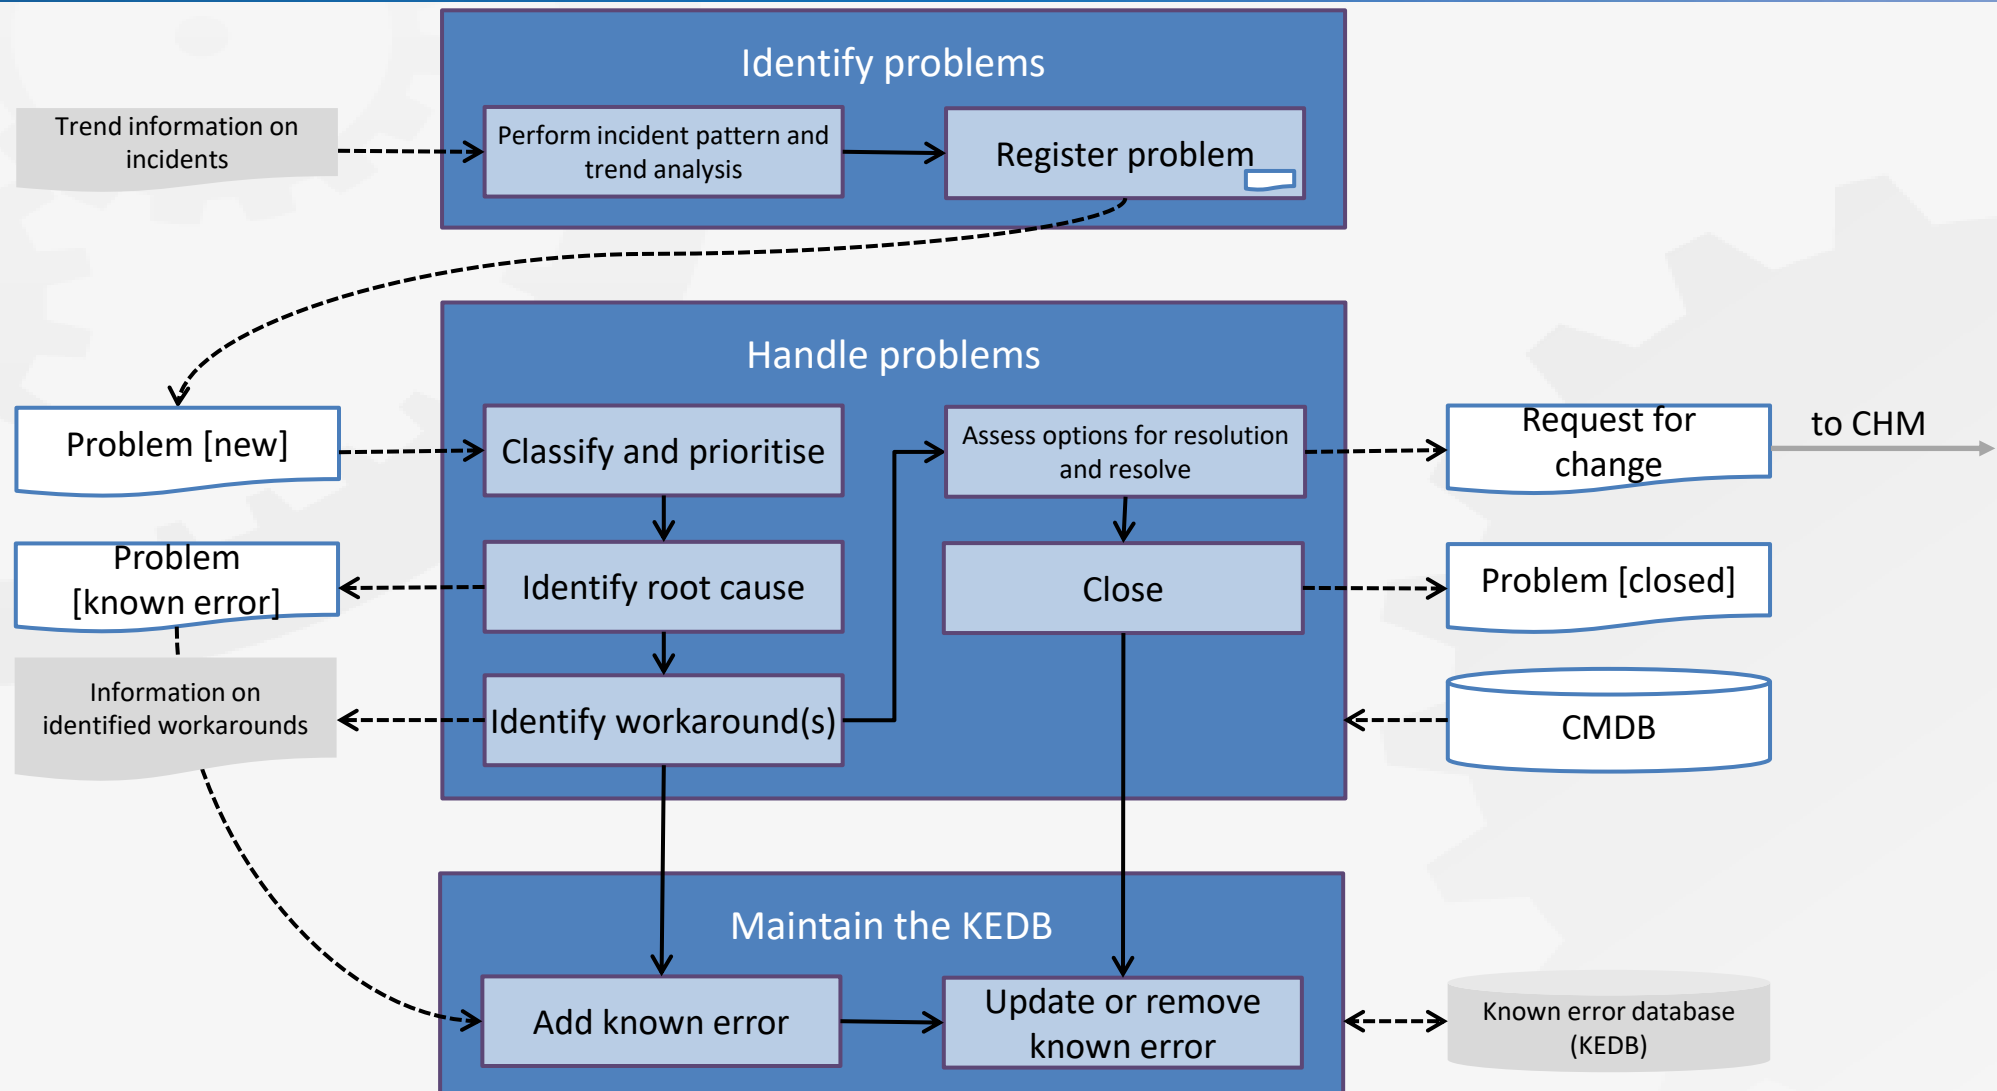 Identify problems
Trend information on
incidents
Perform incident pattern and
trend analysis
Register problem
Handle problems
Problem [new]
Classify and prioritise
Assess options for resolution
and resolve
Request for
change
to CHM
Problem
[known error]
Identify root cause
Close
Problem [closed]
Information on
identified workarounds
Identify workaround(s)
CMDB
Maintain the KEDB
Add known error
Update or remove
known error
Known error database
(KEDB)